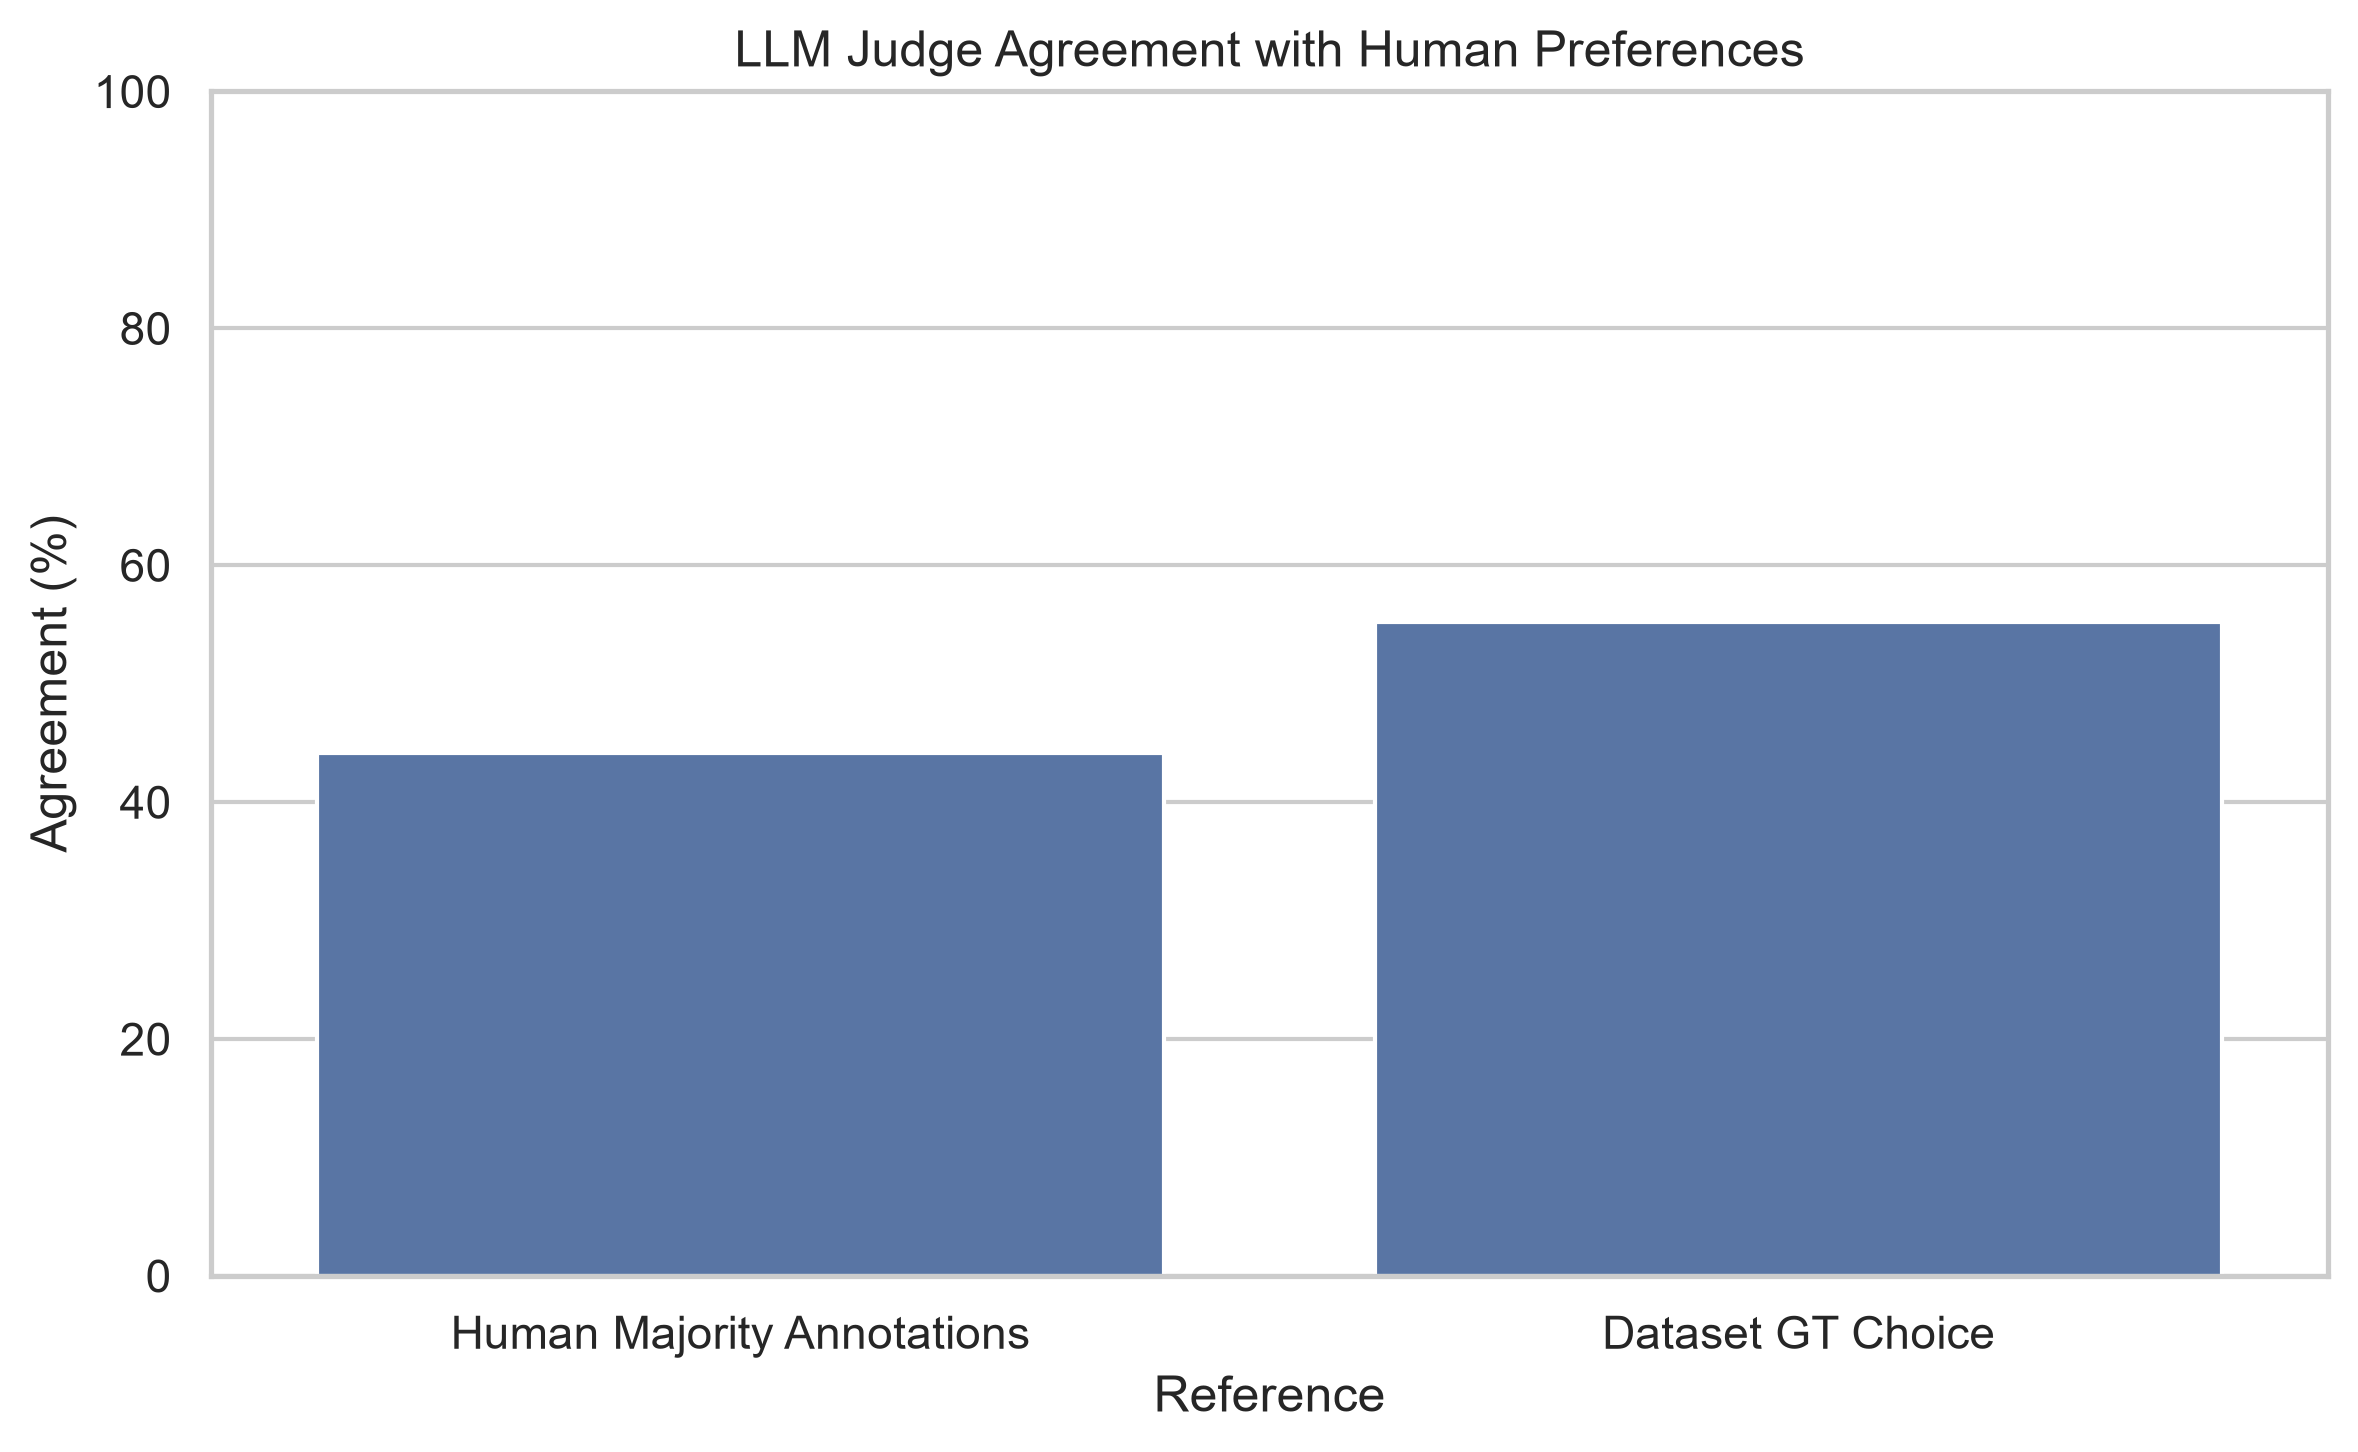 LLM Judge Agreement with Human Preferences
100
80
60
40
20
0
Agreement (%)
Human Majority Annotations
Dataset GT Choice
Reference